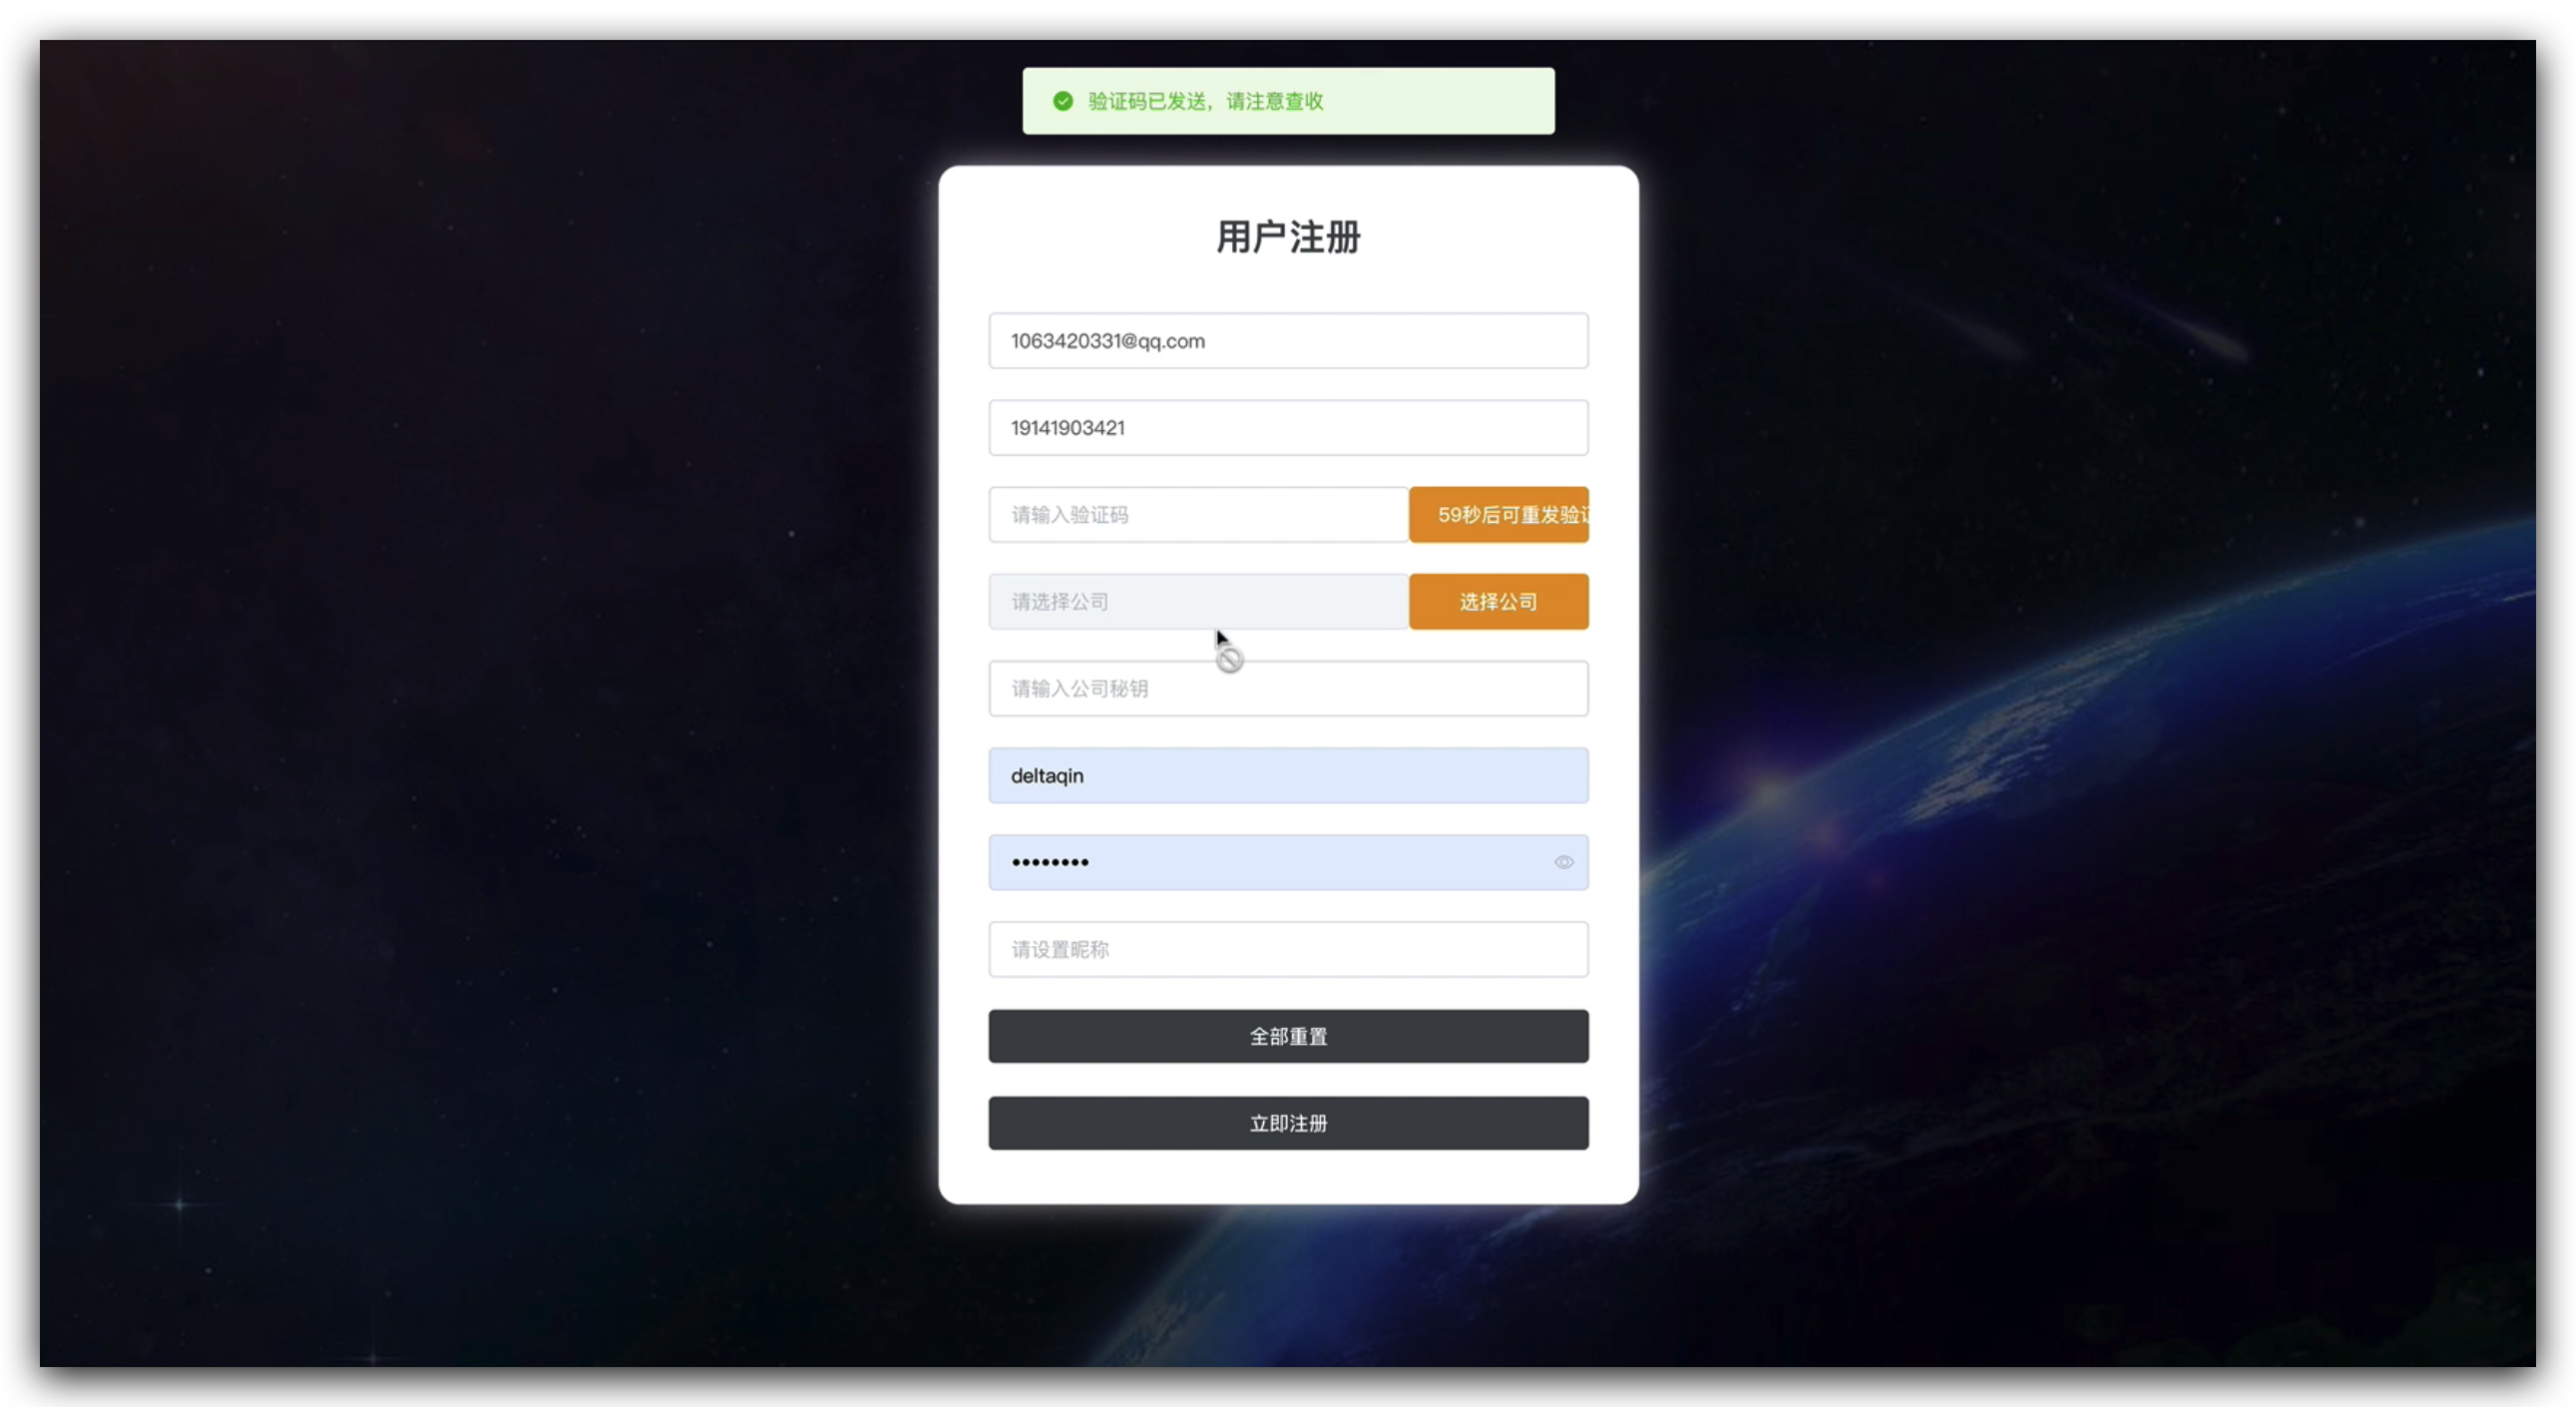 验证码已发送，请注意查收
用户注册
1063420331@qq.com
19141903421
请输入验证码
59秒后可重发验证
请选择公司
选择公司
请输入公司秘钥
deltaqin
••••••••
请设置昵称
全部重置
立即注册